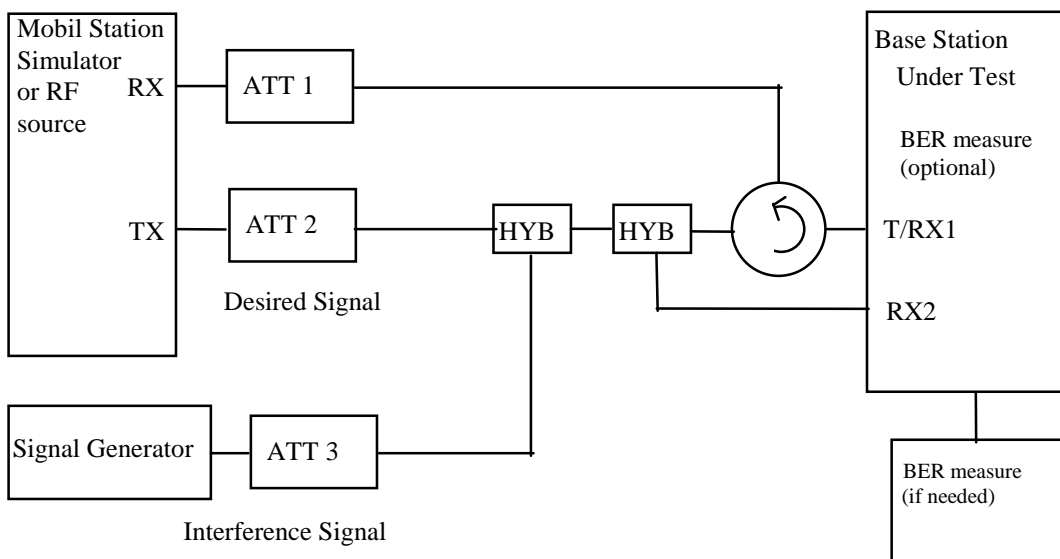 Mobil Station
Simulator
or RF
source
RX
TX
ATT 1
ATT 2
Desired Signal
HYB
HYB
Base Station
Under Test
BER measure
(optional)
T/RX1
RX2
Signal Generator
ATT 3
Interference Signal
BER measure
(if needed)